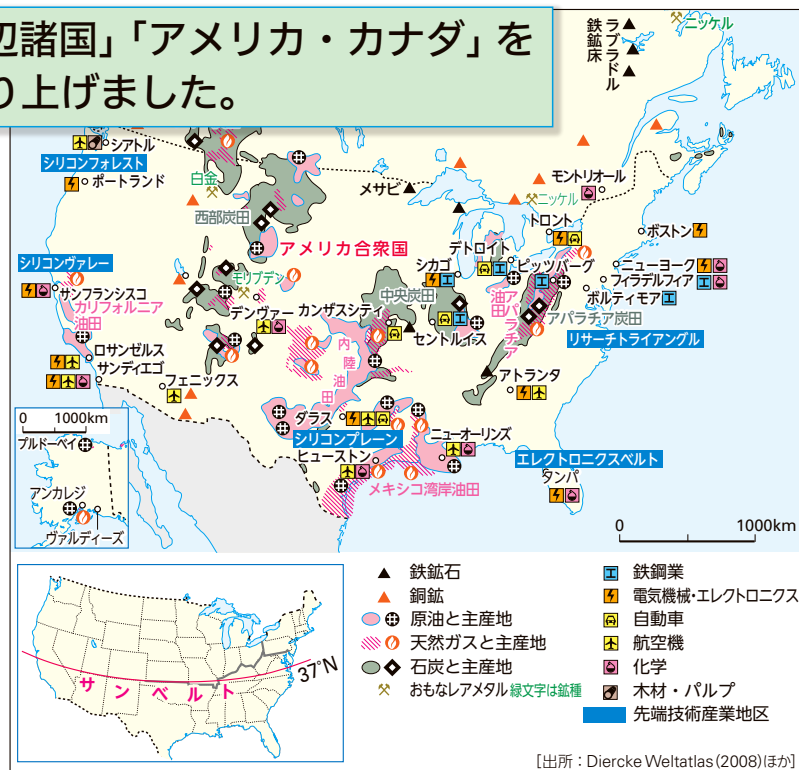 辺諸国」「アメリカ・カナダ」を
り上げました。
ラブラドル
鉄鉱床
ニッケル
シアトル
シリコンフォレスト
ポートランド
白金
西部炭田
メサビ
モントリオール
ニッケル
トロント
ボストン
アメリカ合衆国
デトロイト
シカゴ
ピッツバーグ
ニューヨーク
フィラデルフィア
ボルティモア
シリコンヴァレー
サンフランシスコ
カリフォルニア
油田
モリブデン
デンヴァー
カンザスシティ
中央炭田
セントルイス
アパラチア
油田
アパラチア炭田
リサーチトライアングル
ロサンゼルス
サンディエゴ
フェニックス
内陸油田
アトランタ
ダラス
シリコンプレーン
ヒューストン
ニューオーリンズ
メキシコ湾岸油田
エレクトロニクスベルト
タンパ
0 1000km
プルドーベイ
アンカレジ
ヴァルディーズ
0 1000km
サンベルト
37°N
鉄鉱石
銅鉱
原油と主産地
天然ガスと主産地
石炭と主産地
おもなレアメタル 緑文字は鉱種
鉄鋼業
電気機械・エレクトロニクス
自動車
航空機
化学
木材・パルプ
先端技術産業地区
[出所:Diercke Weltatlas(2008)ほか]